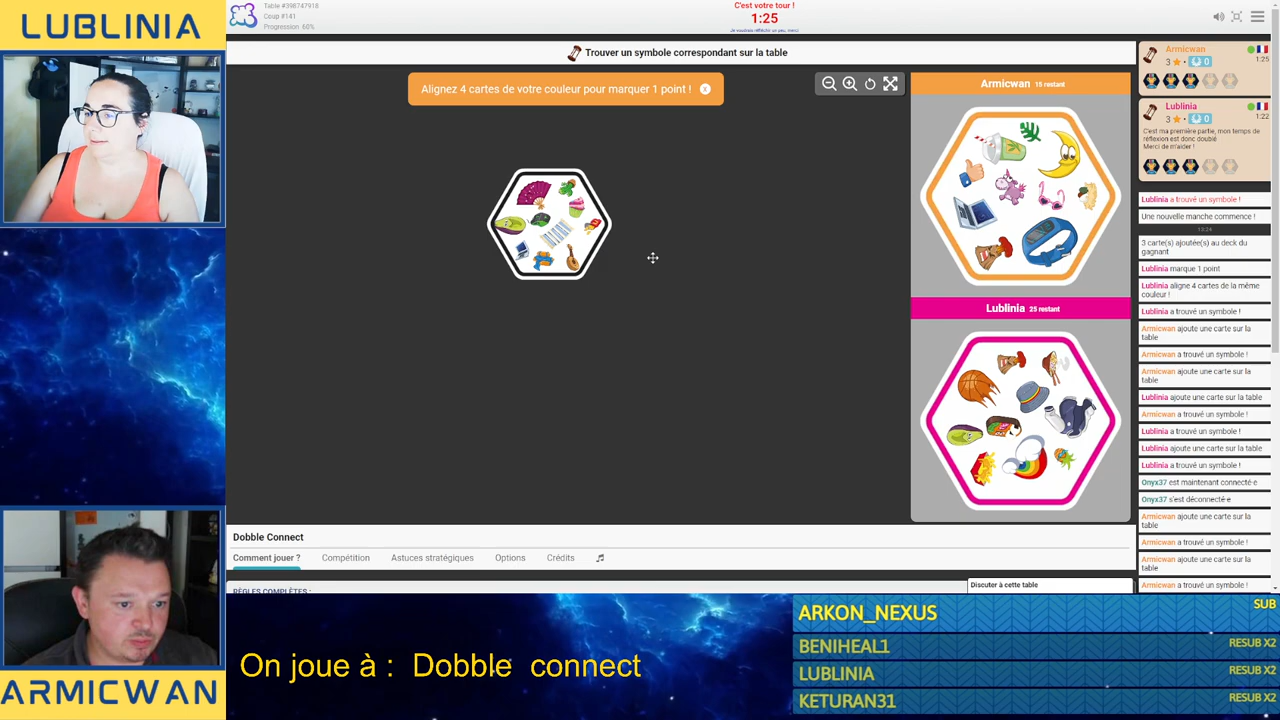 LUBLINIA
Table #398747918
Coup #141
Progression 60%
C'est votre tour !
1:25
Je voudrais réfléchir un peu, merci
Trouver un symbole correspondant sur la table
Alignez 4 cartes de votre couleur pour marquer 1 point !
x
Armicwan 15 restant
Lublinia 25 restant
Armicwan
3
0
1:25
Lublinia
3
0
1:22
C'est ma première partie, mon temps de
réflexion est donc doublé
Merci de m'aider !
Lublinia a trouvé un symbole !
Une nouvelle manche commence !
13:24
3 carte(s) ajoutée(s) au deck du
gagnant
Lublinia marque 1 point
Lublinia aligne 4 cartes de la même
couleur !
Lublinia a trouvé un symbole !
Armicwan ajoute une carte sur la
table
Armicwan a trouvé un symbole !
Armicwan ajoute une carte sur la
table
Lublinia ajoute une carte sur la table
Armicwan a trouvé un symbole !
Lublinia a trouvé un symbole !
Lublinia ajoute une carte sur la table
Lublinia a trouvé un symbole !
Onyx37 est maintenant connecté·e
Onyx37 s'est déconnecté·e
Armicwan ajoute une carte sur la
table
Armicwan a trouvé un symbole !
Armicwan ajoute une carte sur la
table
Armicwan a trouvé un symbole !
Dobble Connect
Comment jouer ?
Compétition
Astuces stratégiques
Options
Crédits
RÈGLES COMPLÈTES :
Discuter à cette table
ARMICWAN
On joue à : Dobble connect
ARKON_NEXUS SUB
BENIHEAL1 RESUB X2
LUBLINIA RESUB X2
KETURAN31 RESUB X2